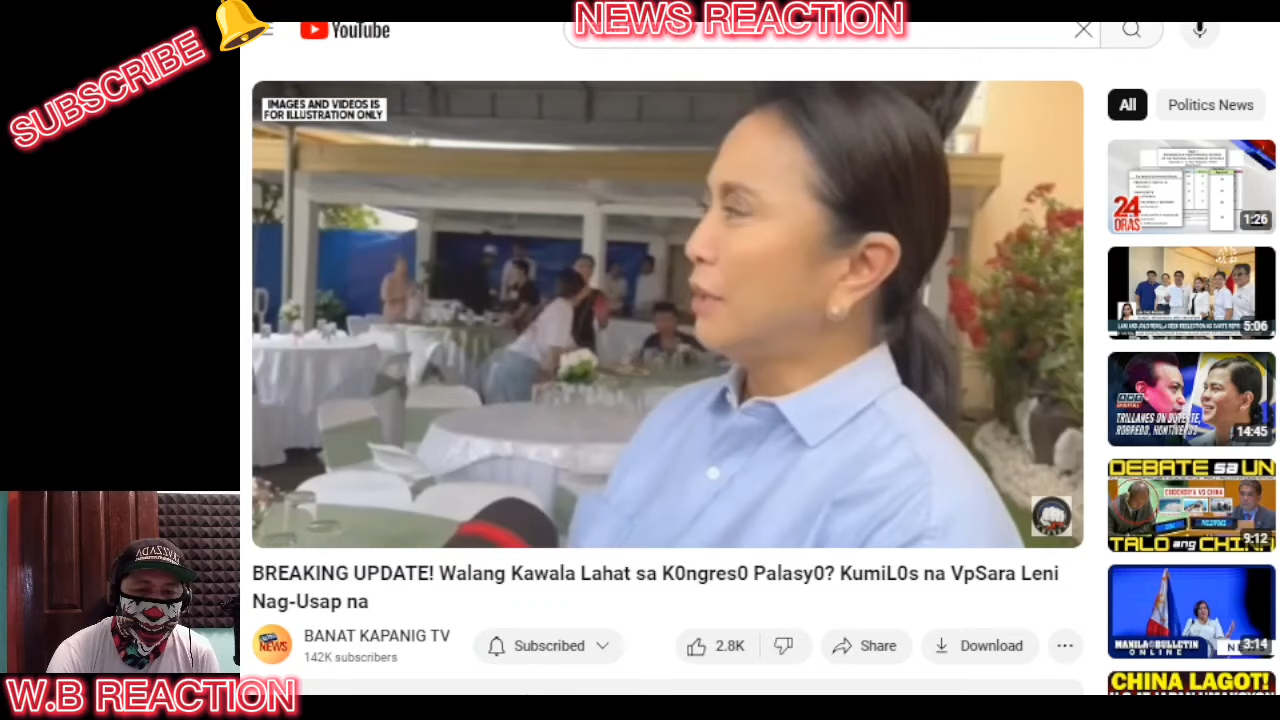 NEWS REACTION
SUBSCRIBE
YouTube
IMAGES AND VIDEOS IS
FOR ILLUSTRATION ONLY
All
Politics News
24
ORAS
1:26
5:06
TRILLANES ON DUTERTE,
ROBREDO, HONTIVEROS
14:45
DEBATE sa UN
PHILIPPINES
9:12
TALO ang CHINA
MANILA BULLETIN
ONLINE
3:14
CHINA LAGOT!
BREAKING UPDATE! Walang Kawala Lahat sa K0ngres0 Palasy0? KumiL0s na VpSara Leni
Nag-Usap na
NEWS
BANAT KAPANIG TV
142K subscribers
Subscribed
2.8K
Share
Download
W.B REACTION